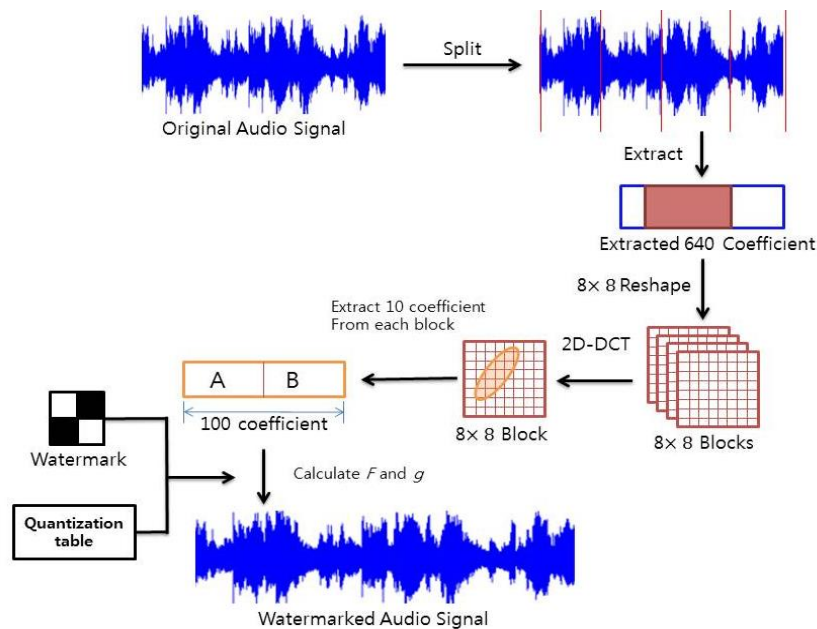 Split
Original Audio Signal
Extract
Extracted 640 Coefficient
8× 8 Reshape
Extract 10 coefficient
From each block
2D-DCT
A B
100 coefficient
8× 8 Block
8× 8 Blocks
Watermark
Calculate F and g
Quantization
table
Watermarked Audio Signal